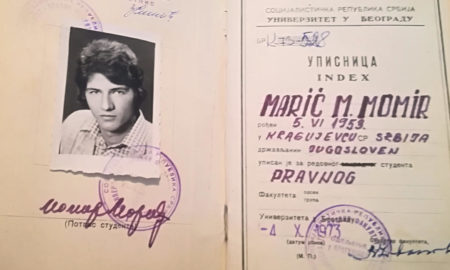 (Потпис студента)
СОЦИЈАЛИСТИЧКА РЕПУБЛИКА СРБИЈА
УНИВЕРЗИТЕТ У БЕОГРАДУ
УПИСНИЦА
INDEX
MARIĆ M. MOMIR
рођен 5. VI 1953.
у KRAGUJEVCU СР SRBIJA
држављанин JUGOSLOVEN
уписан је за редовног студента
PRAVNOG
Факултета
Универзитета у Београду
-4 X 1973
(М. П.)